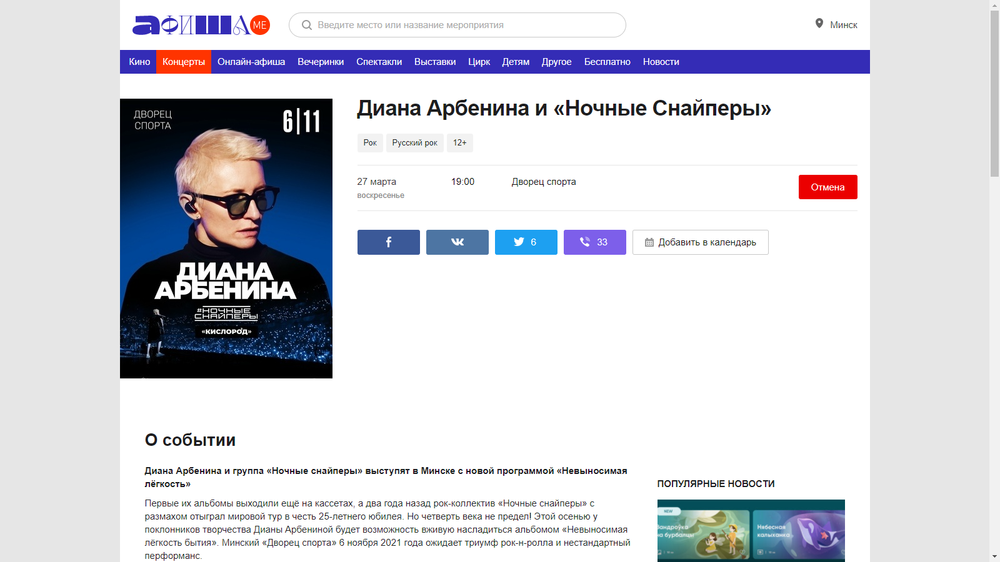 афиша ME
Введите место или название мероприятия
Минск
Кино Концерты Онлайн-афиша Вечеринки Спектакли Выставки Цирк Детям Другое Бесплатно Новости
ДВОРЕЦ
СПОРТА
6|11
ДИАНА
АРБЕНИНА
#НОЧНЫЕ
СНАЙПЕРЫ
«КИСЛОРОД»
Диана Арбенина и «Ночные Снайперы»
Рок Русский рок 12+
27 марта 19:00 Дворец спорта Отмена
воскресенье
6 33 Добавить в календарь
О событии
Диана Арбенина и группа «Ночные снайперы» выступят в Минске с новой программой «Невыносимая
лёгкость»
Первые их альбомы выходили ещё на кассетах, а два года назад рок-коллектив «Ночные снайперы» с
размахом отыграл мировой тур в честь 25-летнего юбилея. Но четверть века не предел! Этой осенью у
поклонников творчества Дианы Арбениной будет возможность вживую насладиться альбомом «Невыносимая
лёгкость бытия». Минский «Дворец спорта» 6 ноября 2021 года ожидает триумф рок-н-ролла и нестандартный
перформанс.
ПОПУЛЯРНЫЕ НОВОСТИ
NEW
Вандроўка
на бурбалцы
Нябесная
калыханка